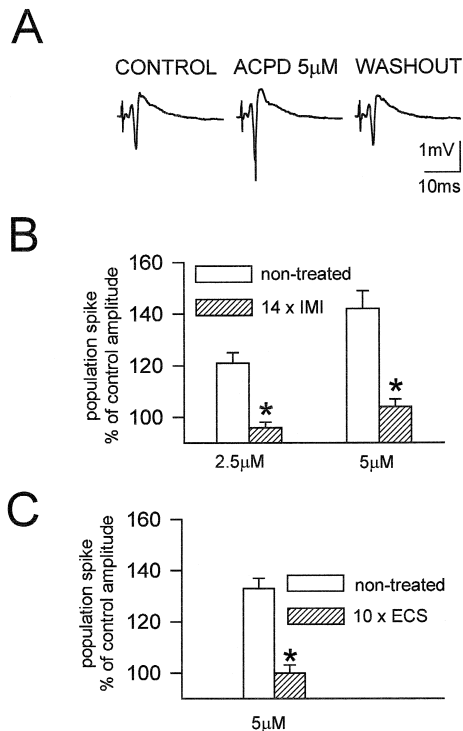 A
CONTROL ACPD 5µM WASHOUT
1mV
10ms
B
population spike
% of control amplitude
160
140
120
100
non-treated
14 x IMI
*
*
2.5µM 5µM
C
population spike
% of control amplitude
160
140
120
100
non-treated
10 x ECS
*
5µM